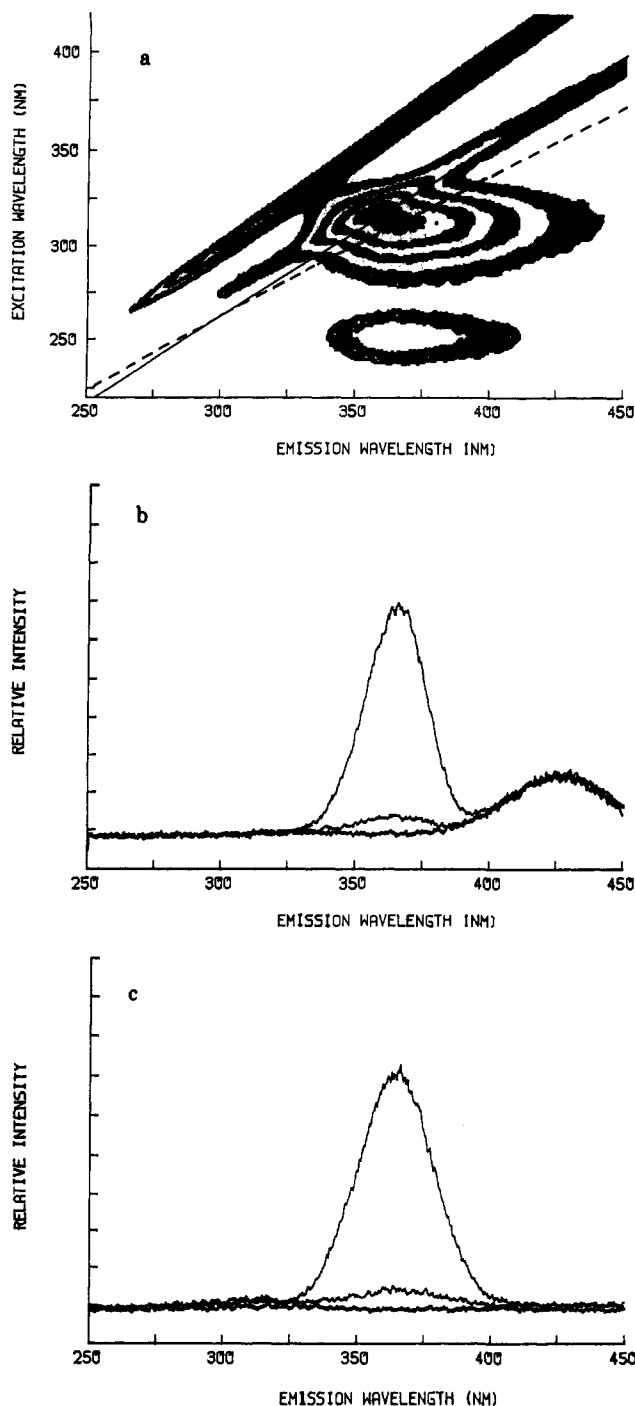 a
EXCITATION WAVELENGTH (NM)
400
350
300
250
250 300 350 400 450
EMISSION WAVELENGTH (NM)
b
RELATIVE INTENSITY
250 300 350 400 450
EMISSION WAVELENGTH (NM)
c
RELATIVE INTENSITY
250 300 350 400 450
EMISSION WAVELENGTH (NM)